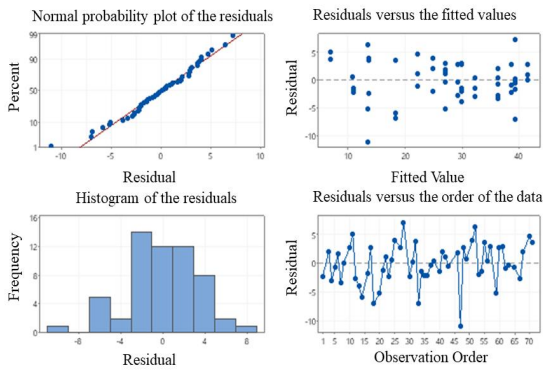 Normal probability plot of the residuals
Percent
99
90
50
10
1
-10 -5 0 5 10
Residual
Residuals versus the fitted values
Residual
5
0
-5
-10
10 20 30 40
Fitted Value
Histogram of the residuals
Frequency
16
12
8
4
0
-8 -4 0 4 8
Residual
Residuals versus the order of the data
Residual
5
0
-5
-10
1 5 10 15 20 25 30 35 40 45 50 55 60 65 70
Observation Order